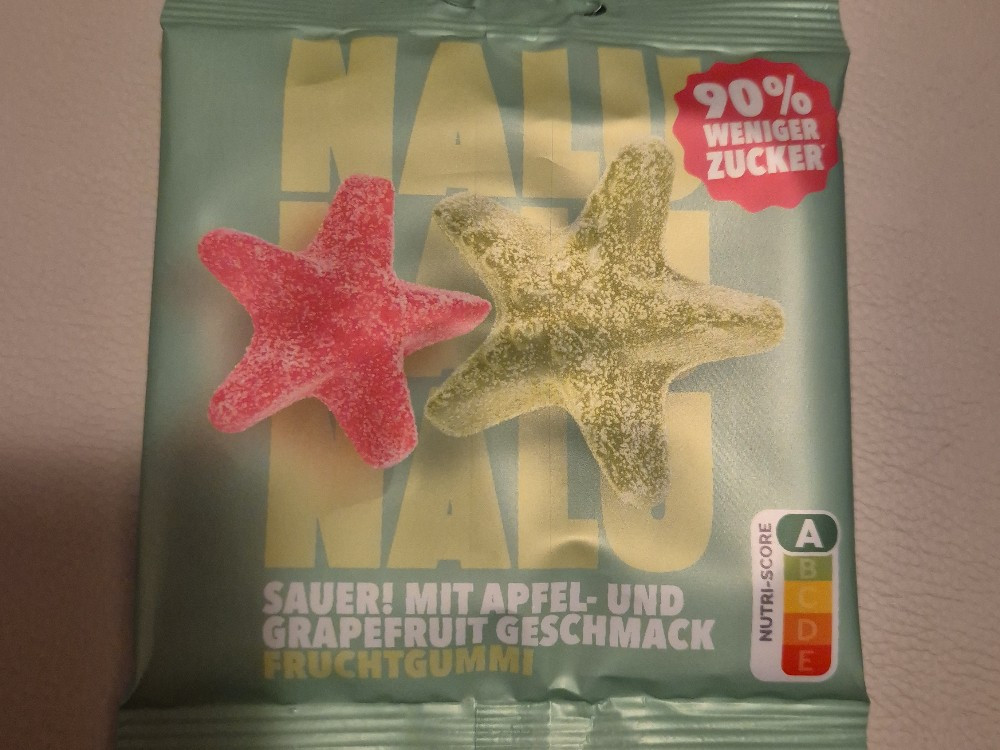 NALU
90%
WENIGER
ZUCKER*
NALU
NALU
SAUER! MIT APFEL- UND
GRAPEFRUIT GESCHMACK
FRUCHTGUMMI
NUTRI-SCORE
A
B
C
D
E